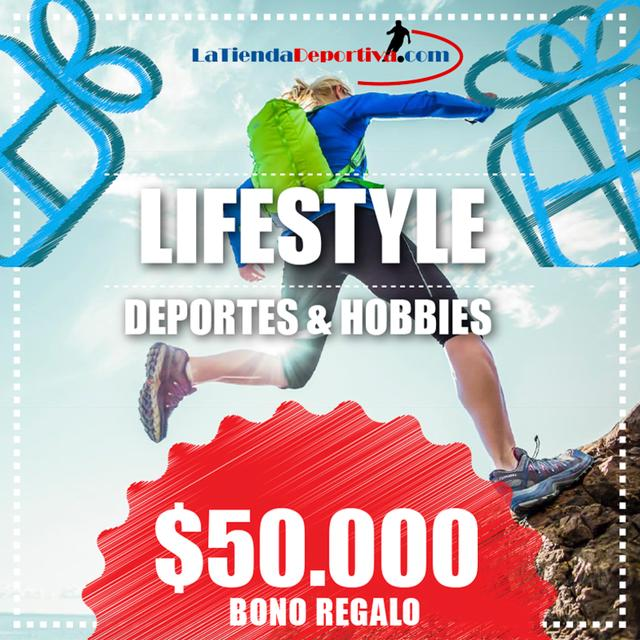 LaTiendaDeportiva.com
LIFESTYLE
DEPORTES & HOBBIES
$50.000
BONO REGALO